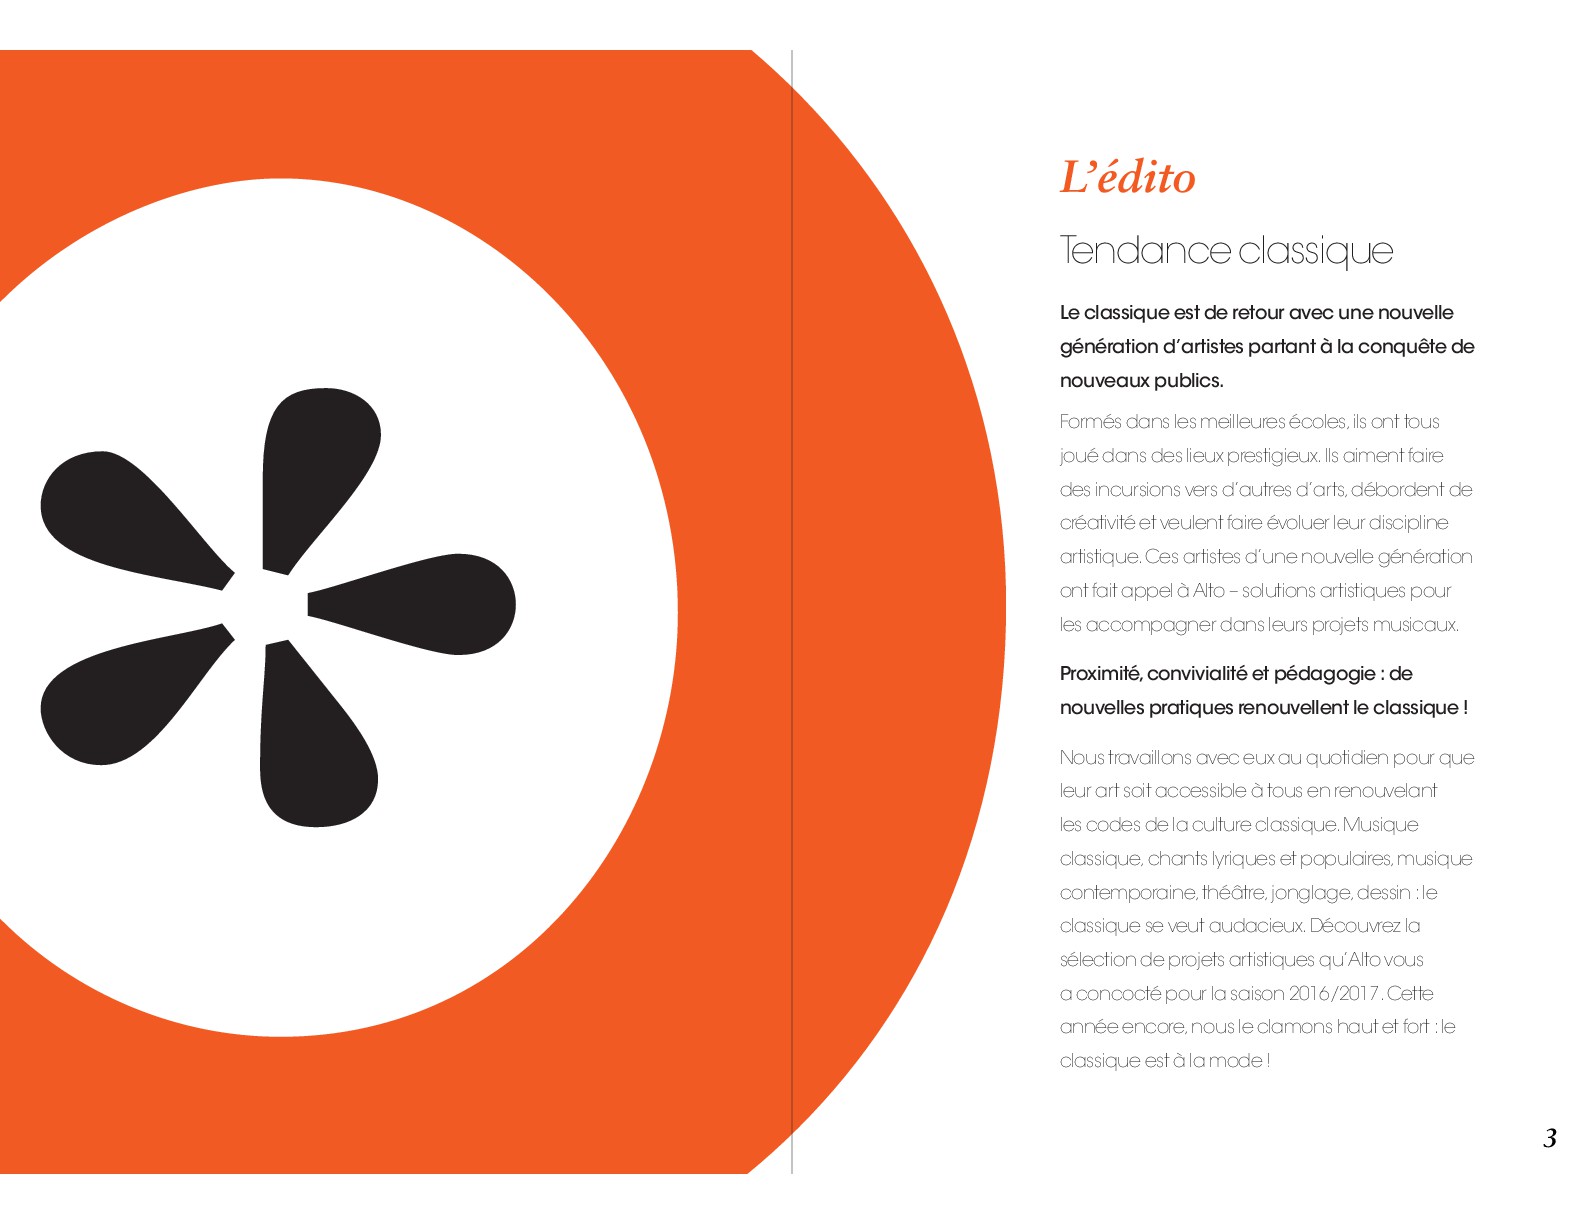 L’édito
Tendance classique
Le classique est de retour avec une nouvelle
génération d’artistes partant à la conquête de
nouveaux publics.
Formés dans les meilleures écoles, ils ont tous
joué dans des lieux prestigieux. Ils aiment faire
des incursions vers d’autres d’arts, débordent de
créativité et veulent faire évoluer leur discipline
artistique. Ces artistes d’une nouvelle génération
ont fait appel à Alto – solutions artistiques pour
les accompagner dans leurs projets musicaux.
Proximité, convivialité et pédagogie : de
nouvelles pratiques renouvellent le classique !
Nous travaillons avec eux au quotidien pour que
leur art soit accessible à tous en renouvelant
les codes de la culture classique. Musique
classique, chants lyriques et populaires, musique
contemporaine, théâtre, jonglage, dessin : le
classique se veut audacieux. Découvrez la
sélection de projets artistiques qu’Alto vous
a concocté pour la saison 2016/2017. Cette
année encore, nous le clamons haut et fort : le
classique est à la mode !
3